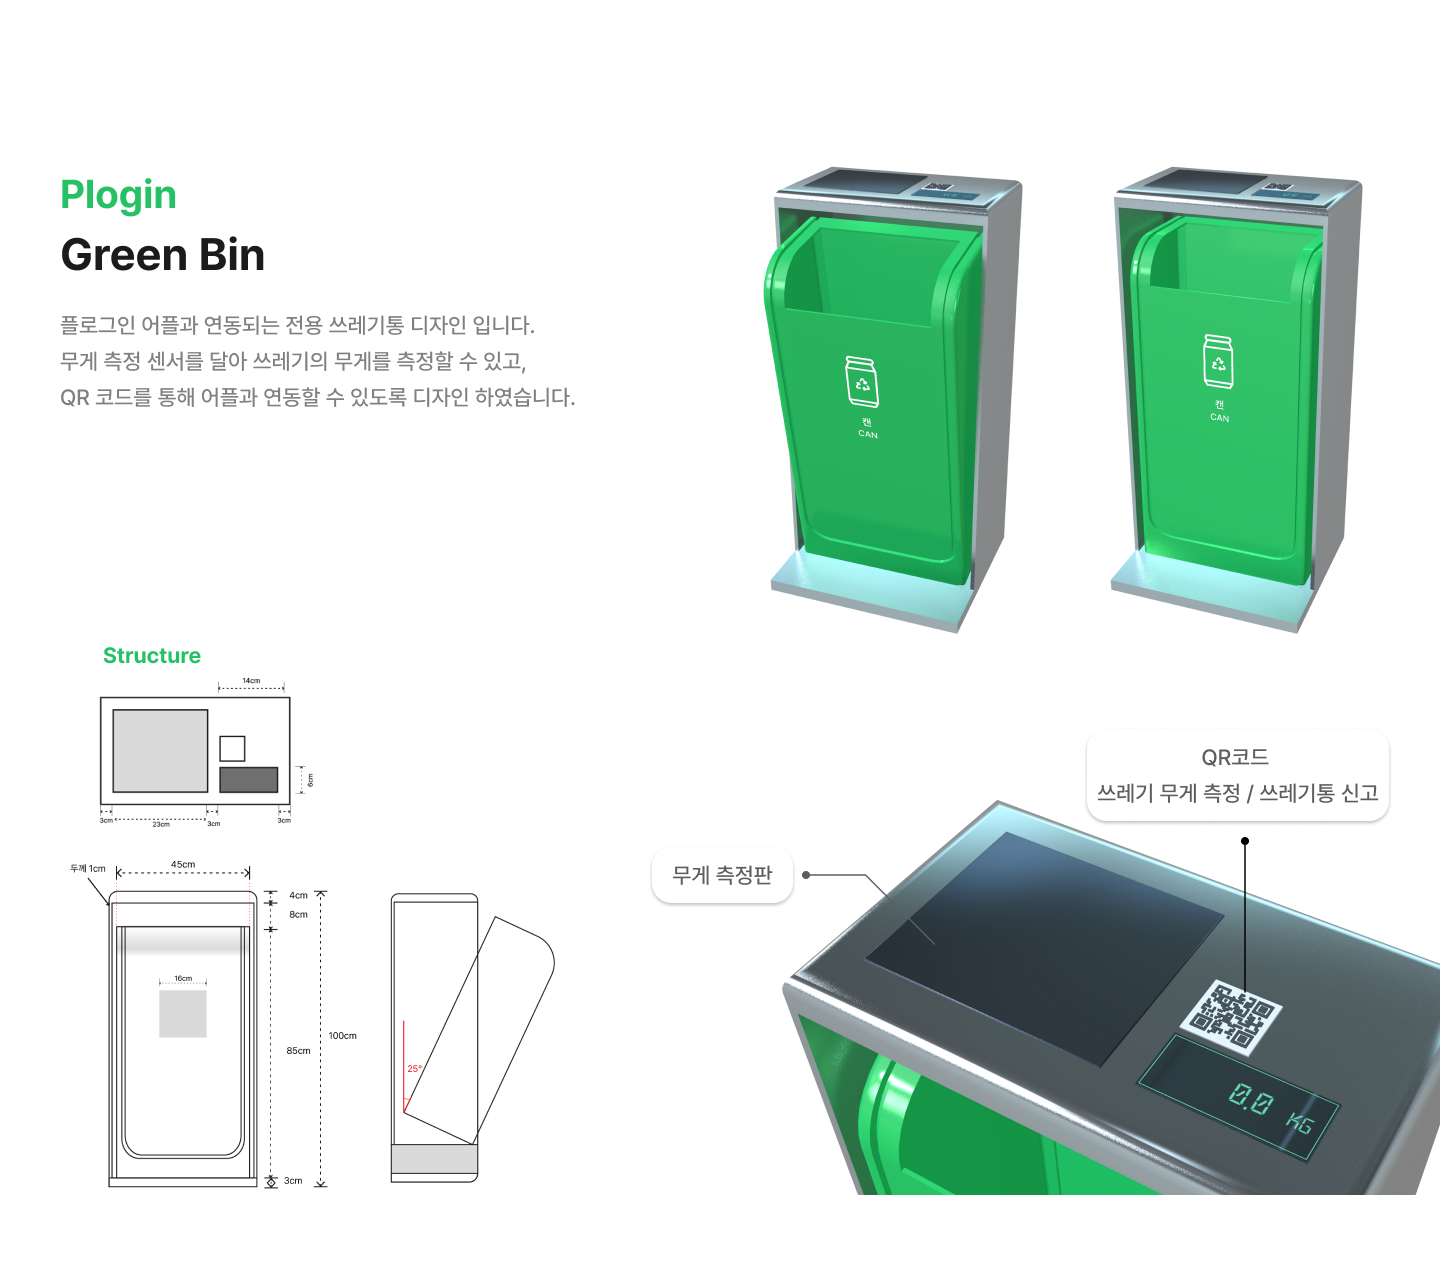 Plogin
Green Bin
플로그인 어플과 연동되는 전용 쓰레기통 디자인 입니다.
무게 측정 센서를 달아 쓰레기의 무게를 측정할 수 있고,
QR 코드를 통해 어플과 연동할 수 있도록 디자인 하였습니다.
캔
CAN
캔
CAN
Structure
14cm
6cm
3cm
23cm
3cm
3cm
두께 1cm
45cm
4cm
8cm
16cm
100cm
85cm
25°
3cm
QR코드
쓰레기 무게 측정 / 쓰레기통 신고
무게 측정판
0.0 KG